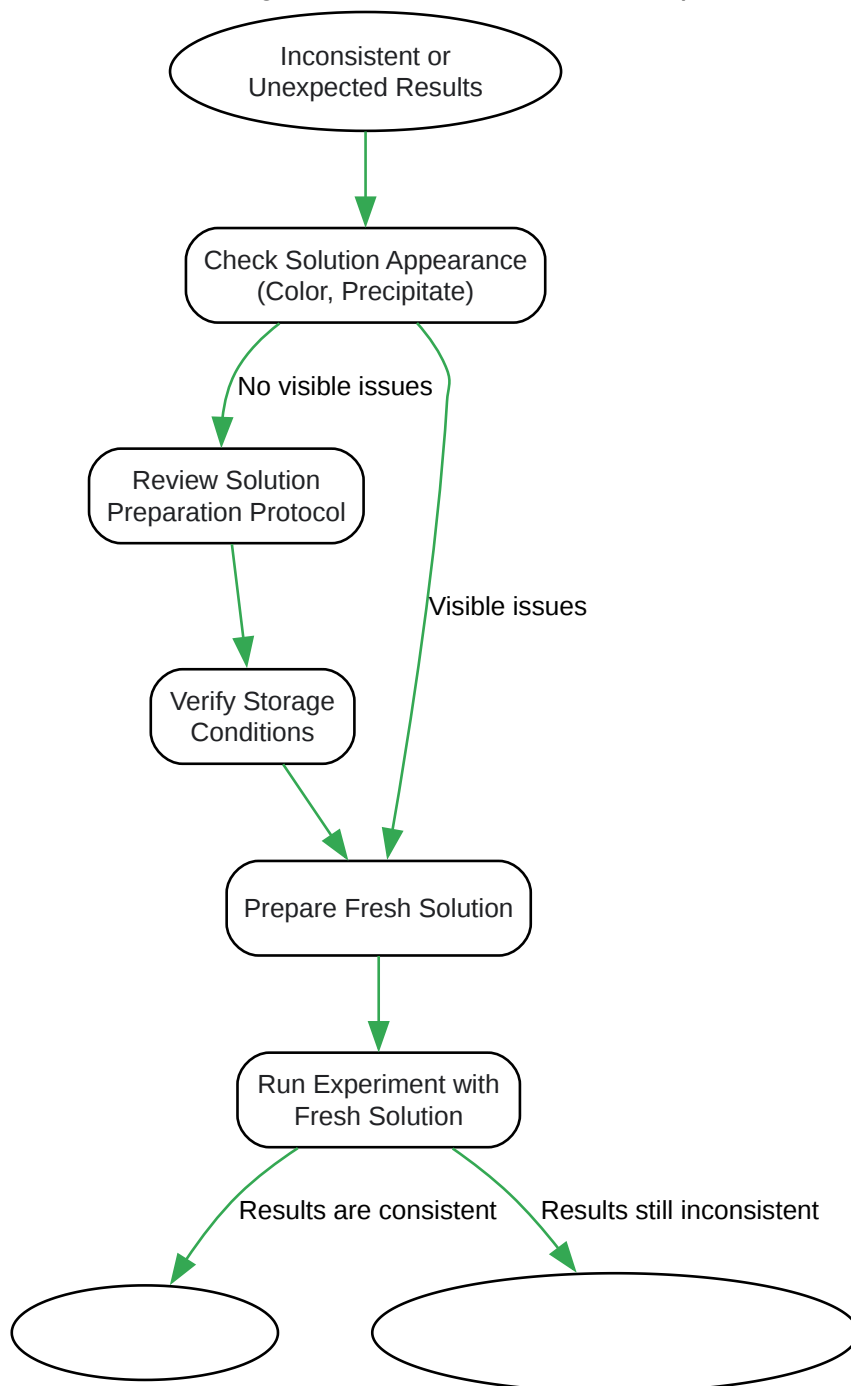 Inconsistent or
Unexpected Results
Check Solution Appearance
(Color, Precipitate)
No visible issues
Review Solution
Preparation Protocol
Visible issues
Verify Storage
Conditions
Prepare Fresh Solution
Run Experiment with
Fresh Solution
Results are consistent
Results still inconsistent